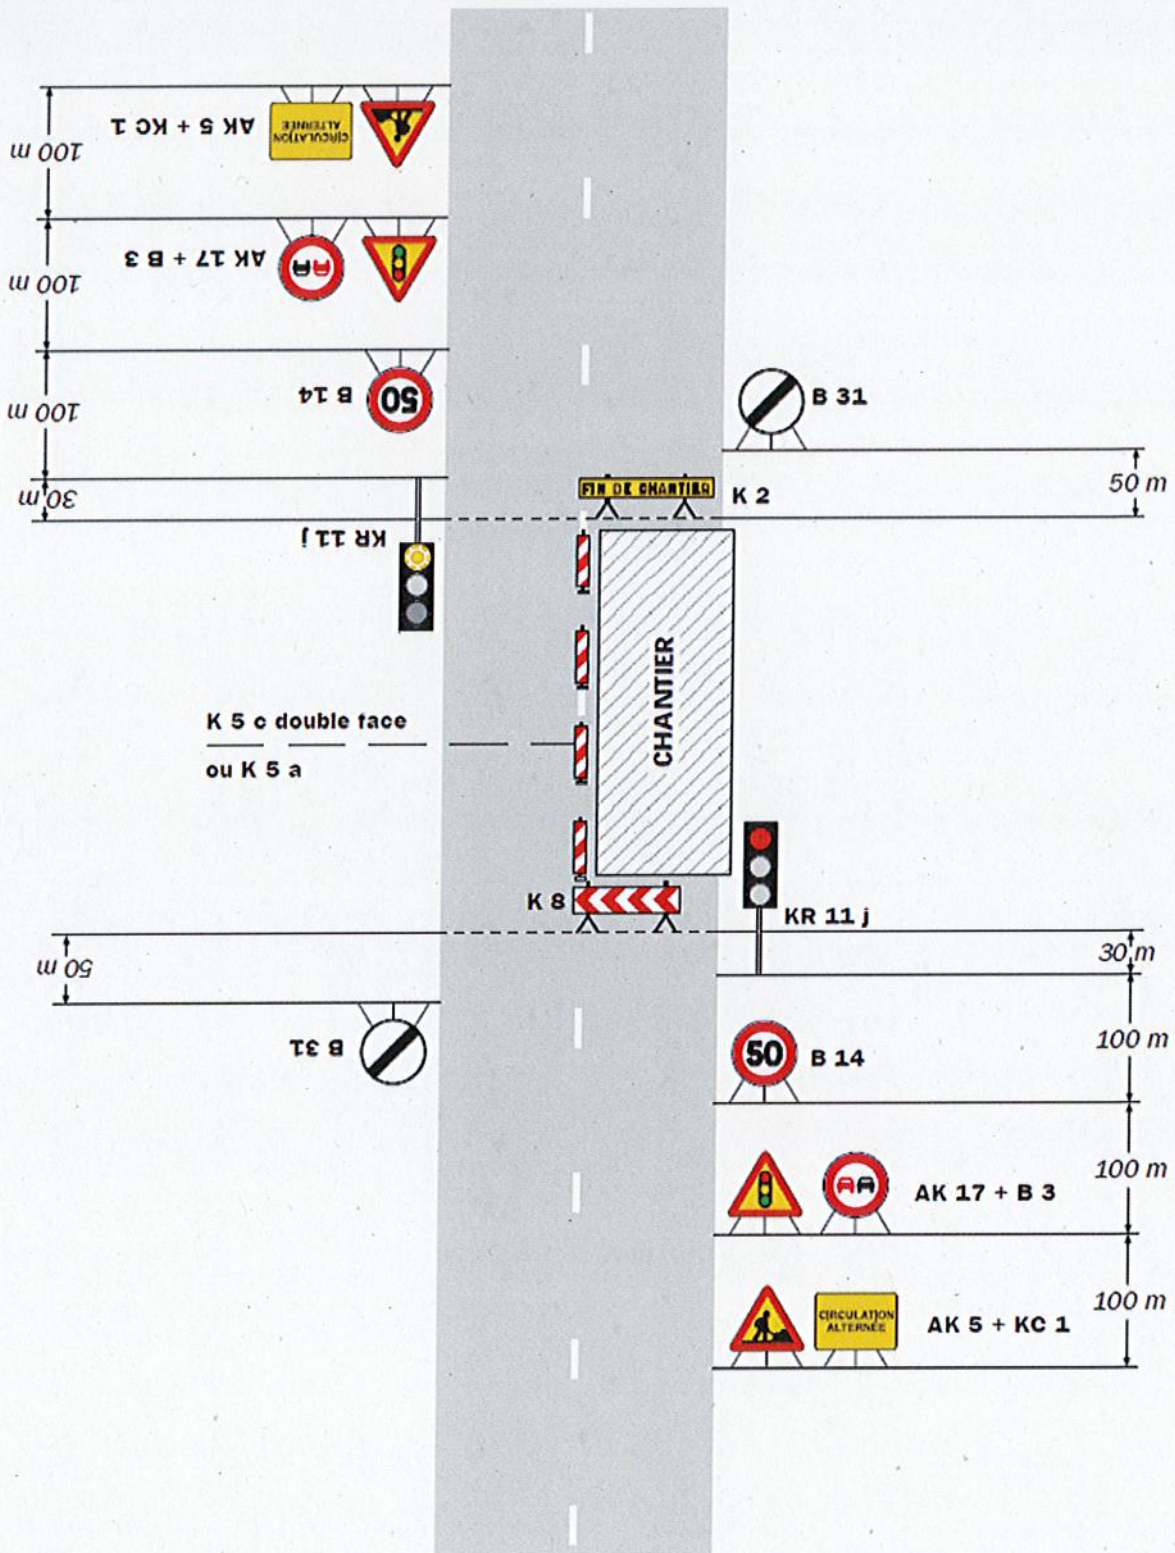 AK 5 + KC 1
CIRCULATION
ALTERNÉE
100 m
AK 17 + B 3
100 m
B 14
50
100 m
B 31
FIN DE CHANTIER
K 2
50 m
30 m
KR 11 j
CHANTIER
K 5 c double face
ou K 5 a
K 8
KR 11 j
30 m
50 m
B 31
50
B 14
100 m
AK 17 + B 3
100 m
CIRCULATION
ALTERNÉE
AK 5 + KC 1
100 m